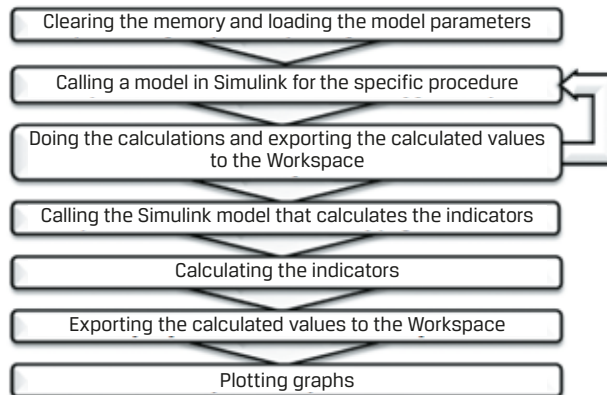 Clearing the memory and loading the model parameters
Calling a model in Simulink for the specific procedure
Doing the calculations and exporting the calculated values
to the Workspace
Calling the Simulink model that calculates the indicators
Calculating the indicators
Exporting the calculated values to the Workspace
Plotting graphs